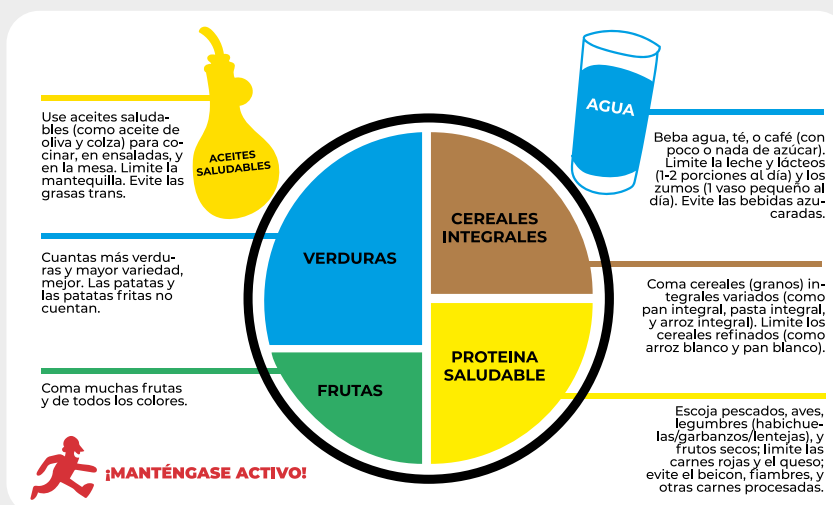 Use aceites saluda-
bles (como aceite de
oliva y colza) para co-
cinar, en ensaladas, y
en la mesa. Limite la
mantequilla. Evite las
grasas trans.
ACEITES
SALUDABLES
AGUA
Beba agua, té, o café (con
poco o nada de azúcar).
Limite la leche y lácteos
(1-2 porciones al día) y los
zumos (1 vaso pequeño al
día). Evite las bebidas azu-
caradas.
Cuantas más verdu-
ras y mayor variedad,
mejor. Las patatas y
las patatas fritas no
cuentan.
VERDURAS
CEREALES
INTEGRALES
Coma cereales (granos) in-
tegrales variados (como
pan integral, pasta integral,
y arroz integral). Limite los
cereales refinados (como
arroz blanco y pan blanco).
Coma muchas frutas
y de todos los colores.
FRUTAS
PROTEINA
SALUDABLE
Escoja pescados, aves,
legumbres (habichue-
las/garbanzos/lentejas), y
frutos secos; limite las
carnes rojas y el queso;
evite el beicon, fiambres, y
otras carnes procesadas.
¡MANTÉNGASE ACTIVO!